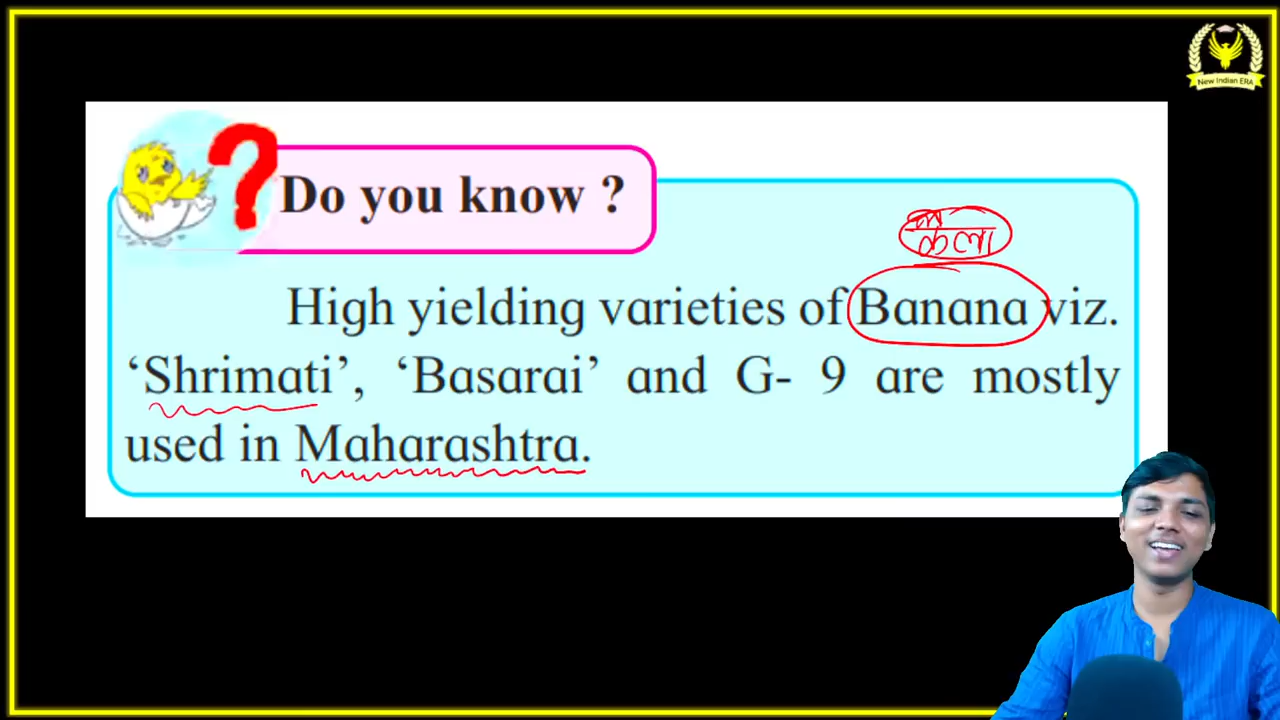 New Indian ERA
Do you know ?
कला
High yielding varieties of Banana viz.
‘Shrimati’, ‘Basarai’ and G- 9 are mostly
used in Maharashtra.